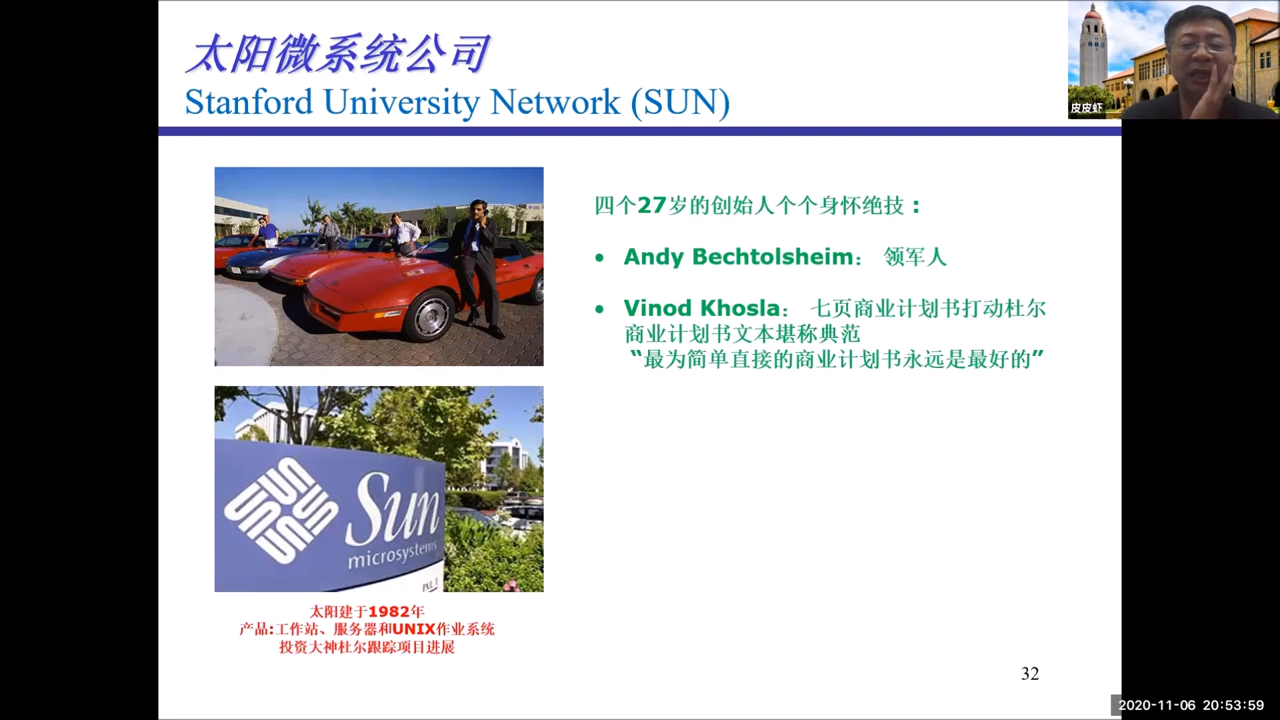 太阳微系统公司
Stanford University Network (SUN)
皮皮虾
四个27岁的创始人个个身怀绝技：
• Andy Bechtolsheim： 领军人
• Vinod Khosla： 七页商业计划书打动杜尔
商业计划书文本堪称典范
“最为简单直接的商业计划书永远是最好的”
Sun
microsystems
太阳建于1982年
产品:工作站、服务器和UNIX作业系统
投资大神杜尔跟踪项目进展
32
2020-11-06 20:53:59